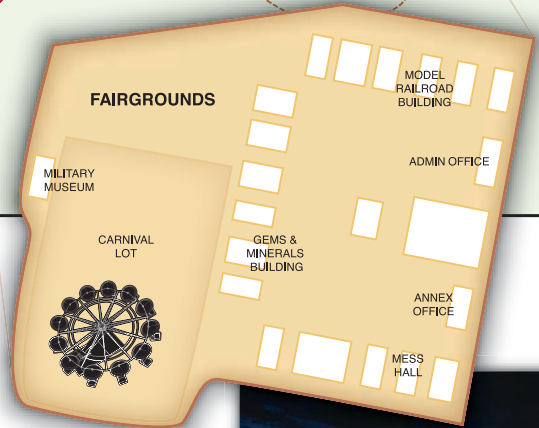 FAIRGROUNDS
MODEL
RAILROAD
BUILDING
ADMIN OFFICE
MILITARY
MUSEUM
CARNIVAL
LOT
GEMS &
MINERALS
BUILDING
ANNEX
OFFICE
MESS
HALL